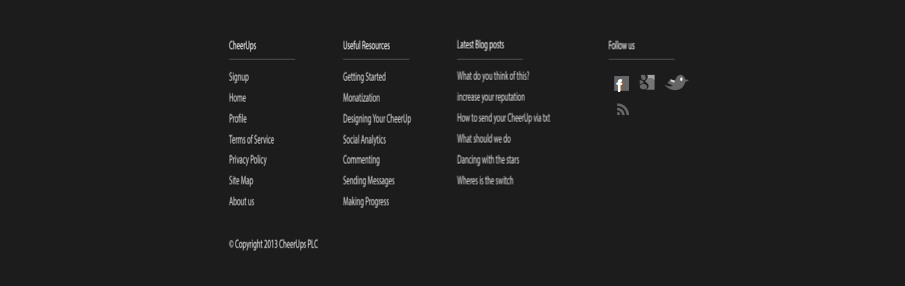 CheerUps
Signup
Home
Profile
Terms of Service
Privacy Policy
Site Map
About us
Useful Resources
Getting Started
Monatization
Designing Your CheerUp
Social Analytics
Commenting
Sending Messages
Making Progress
Latest Blog posts
What do you think of this?
increase your reputation
How to send your CheerUp via txt
What should we do
Dancing with the stars
Wheres is the switch
Follow us
f
g
© Copyright 2013 CheerUps PLC